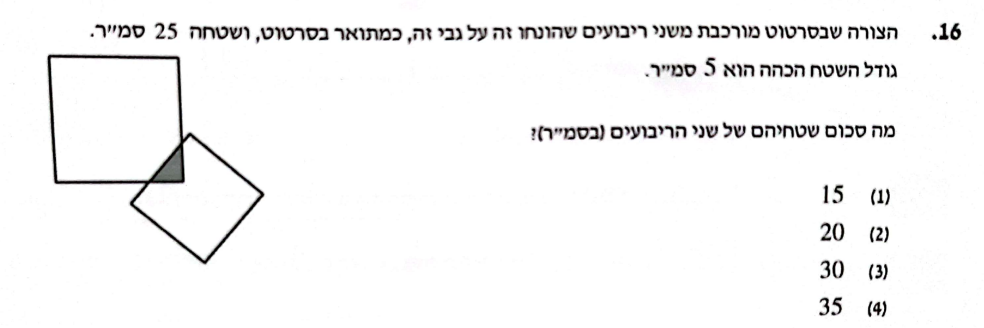 16. הצורה שבסרטוט מורכבת משני ריבועים שהונחו זה על גבי זה, כמתואר בסרטוט, ושטחה 25 סמ״ר.
גודל השטח הכהה הוא 5 סמ״ר.
מה סכום שטחיהם של שני הריבועים (בסמ״ר)?
(1) 15
(2) 20
(3) 30
(4) 35